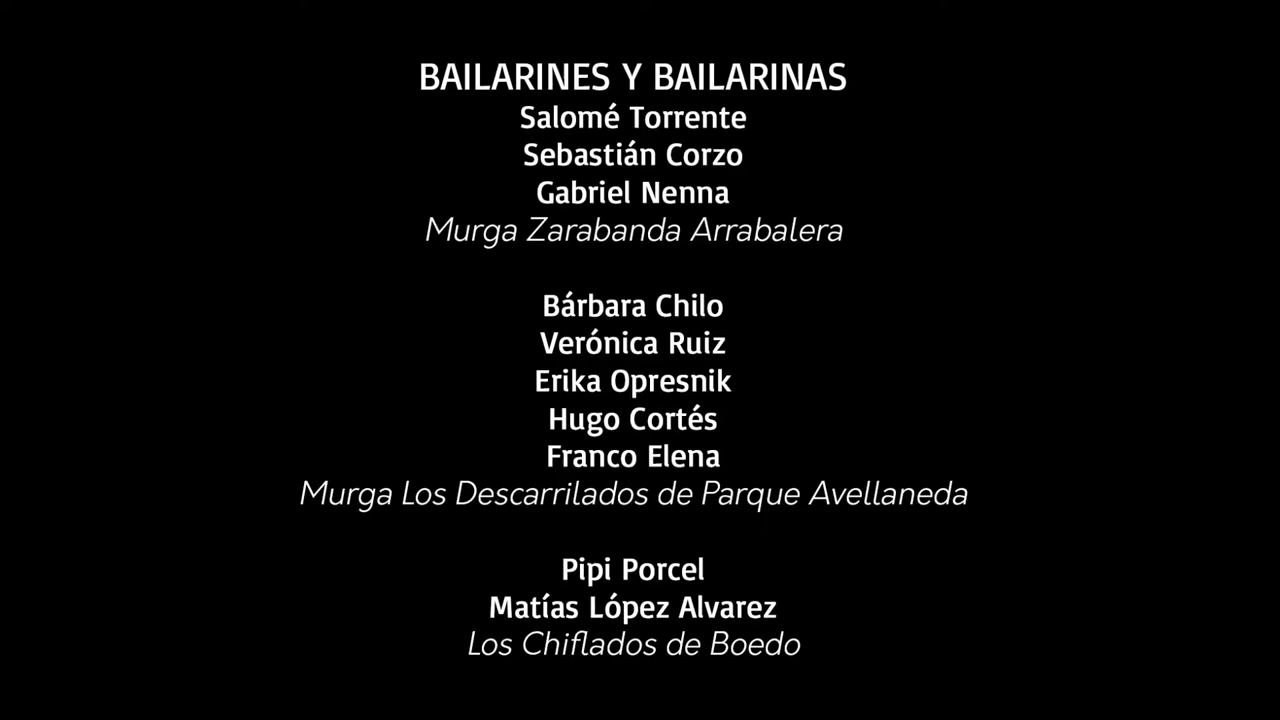 BAILARINES Y BAILARINAS
Salomé Torrente
Sebastián Corzo
Gabriel Nenna
Murga Zarabanda Arrabalera
Bárbara Chilo
Verónica Ruiz
Erika Opresnik
Hugo Cortés
Franco Elena
Murga Los Descarrilados de Parque Avellaneda
Pipi Porcel
Matías López Alvarez
Los Chiflados de Boedo